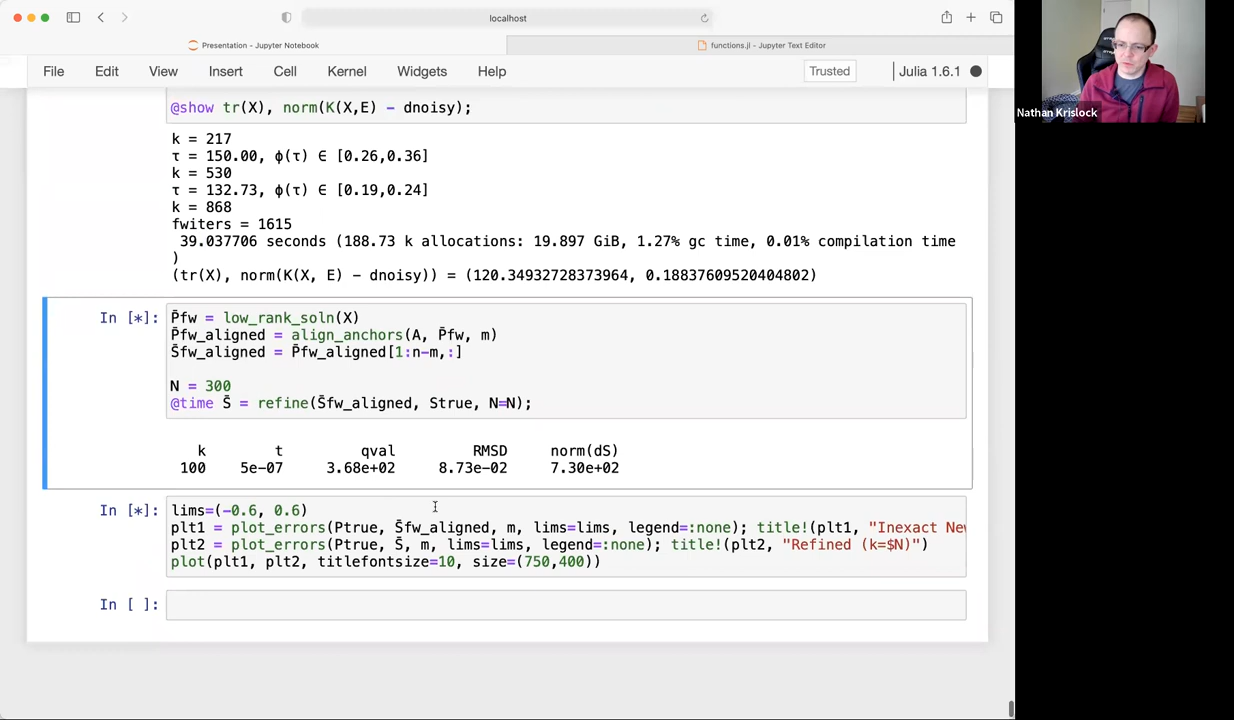 localhost
Presentation - Jupyter Notebook
functions.jl - Jupyter Text Editor
File Edit View Insert Cell Kernel Widgets Help Trusted Julia 1.6.1
Nathan Krislock
@show tr(X), norm(K(X,E) - dnoisy);
k = 217
τ = 150.00, ϕ(τ) ∈ [0.26,0.36]
k = 530
τ = 132.73, ϕ(τ) ∈ [0.19,0.24]
k = 868
fwiters = 1615
39.037706 seconds (188.73 k allocations: 19.897 GiB, 1.27% gc time, 0.01% compilation time
)
(tr(X), norm(K(X, E) - dnoisy)) = (120.34932728373964, 0.18837609520404802)
In [*]: P̄fw = low_rank_soln(X)
P̄fw_aligned = align_anchors(A, P̄fw, m)
S̄fw_aligned = P̄fw_aligned[1:n-m,:]
N = 300
@time S̄ = refine(S̄fw_aligned, Strue, N=N);
k t qval RMSD norm(dS)
100 5e-07 3.68e+02 8.73e-02 7.30e+02
In [*]: lims=(-0.6, 0.6)
plt1 = plot_errors(Ptrue, S̄fw_aligned, m, lims=lims, legend=:none); title!(plt1, "Inexact New
plt2 = plot_errors(Ptrue, S̄, m, lims=lims, legend=:none); title!(plt2, "Refined (k=$N)")
plot(plt1, plt2, titlefontsize=10, size=(750,400))
In [ ]: